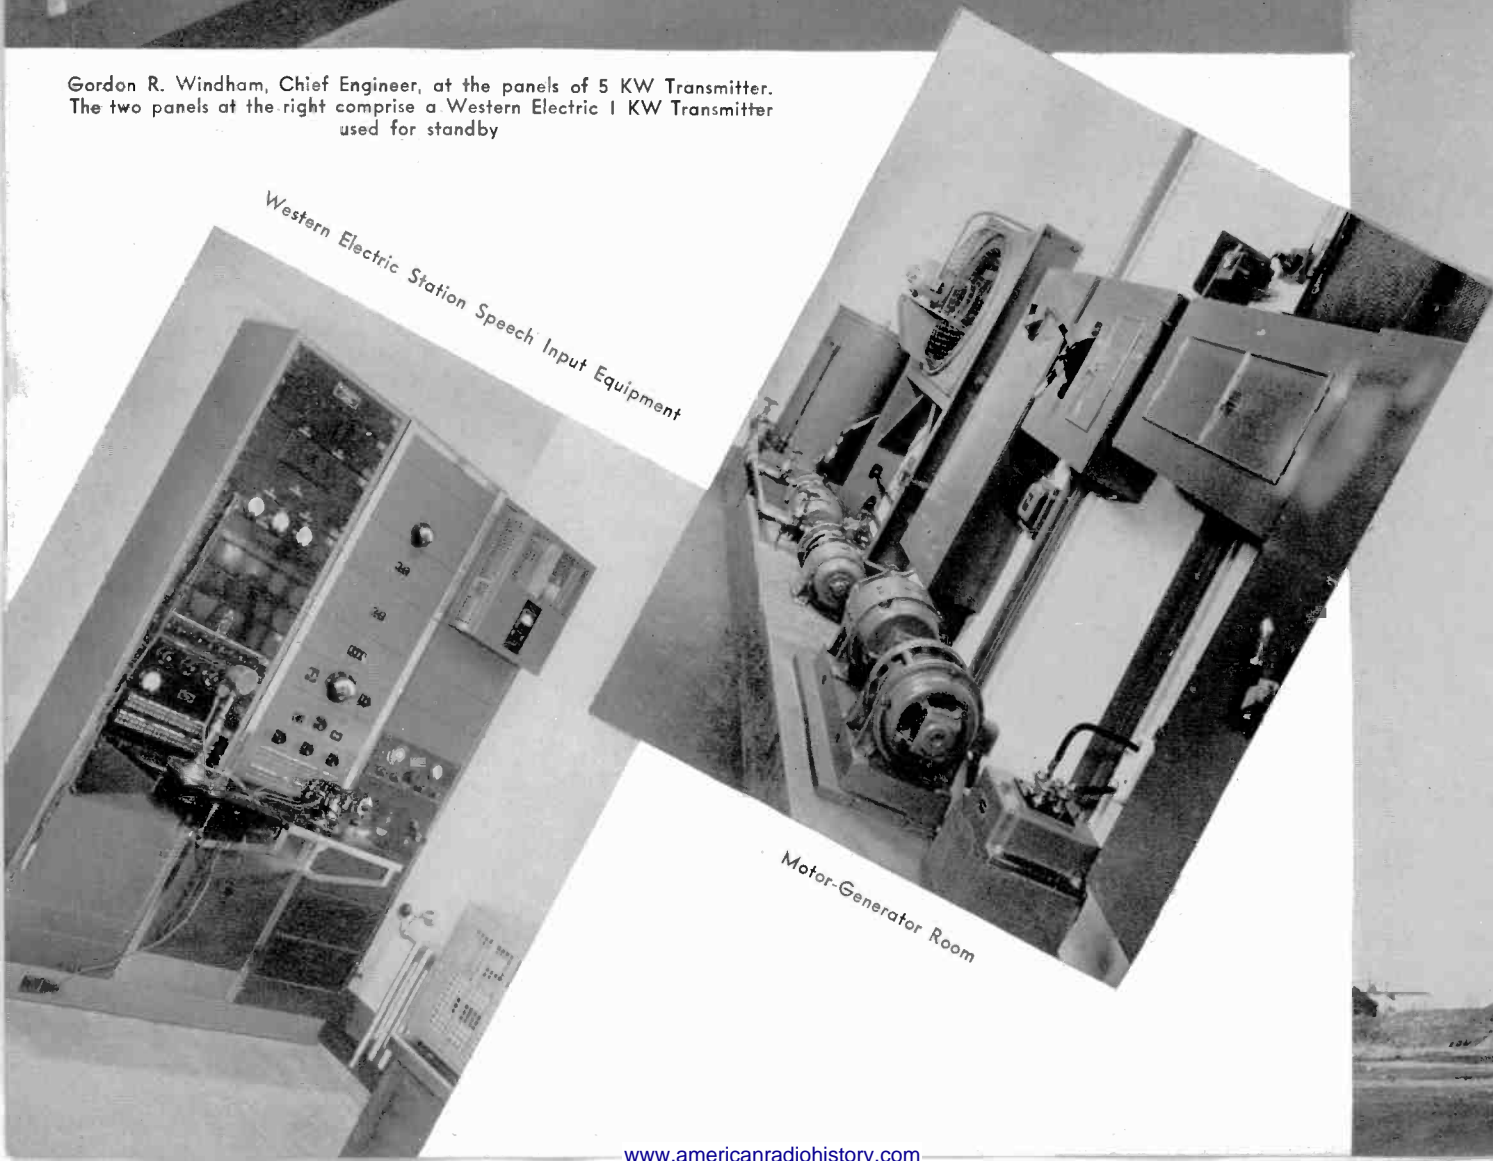 Gordon R. Windham, Chief Engineer, at the panels of 5 KW Transmitter.
The two panels at the right comprise a Western Electric 1 KW Transmitter
used for standby
Western Electric Station Speech Input Equipment
Motor-Generator Room
www.americanradiohistory.com